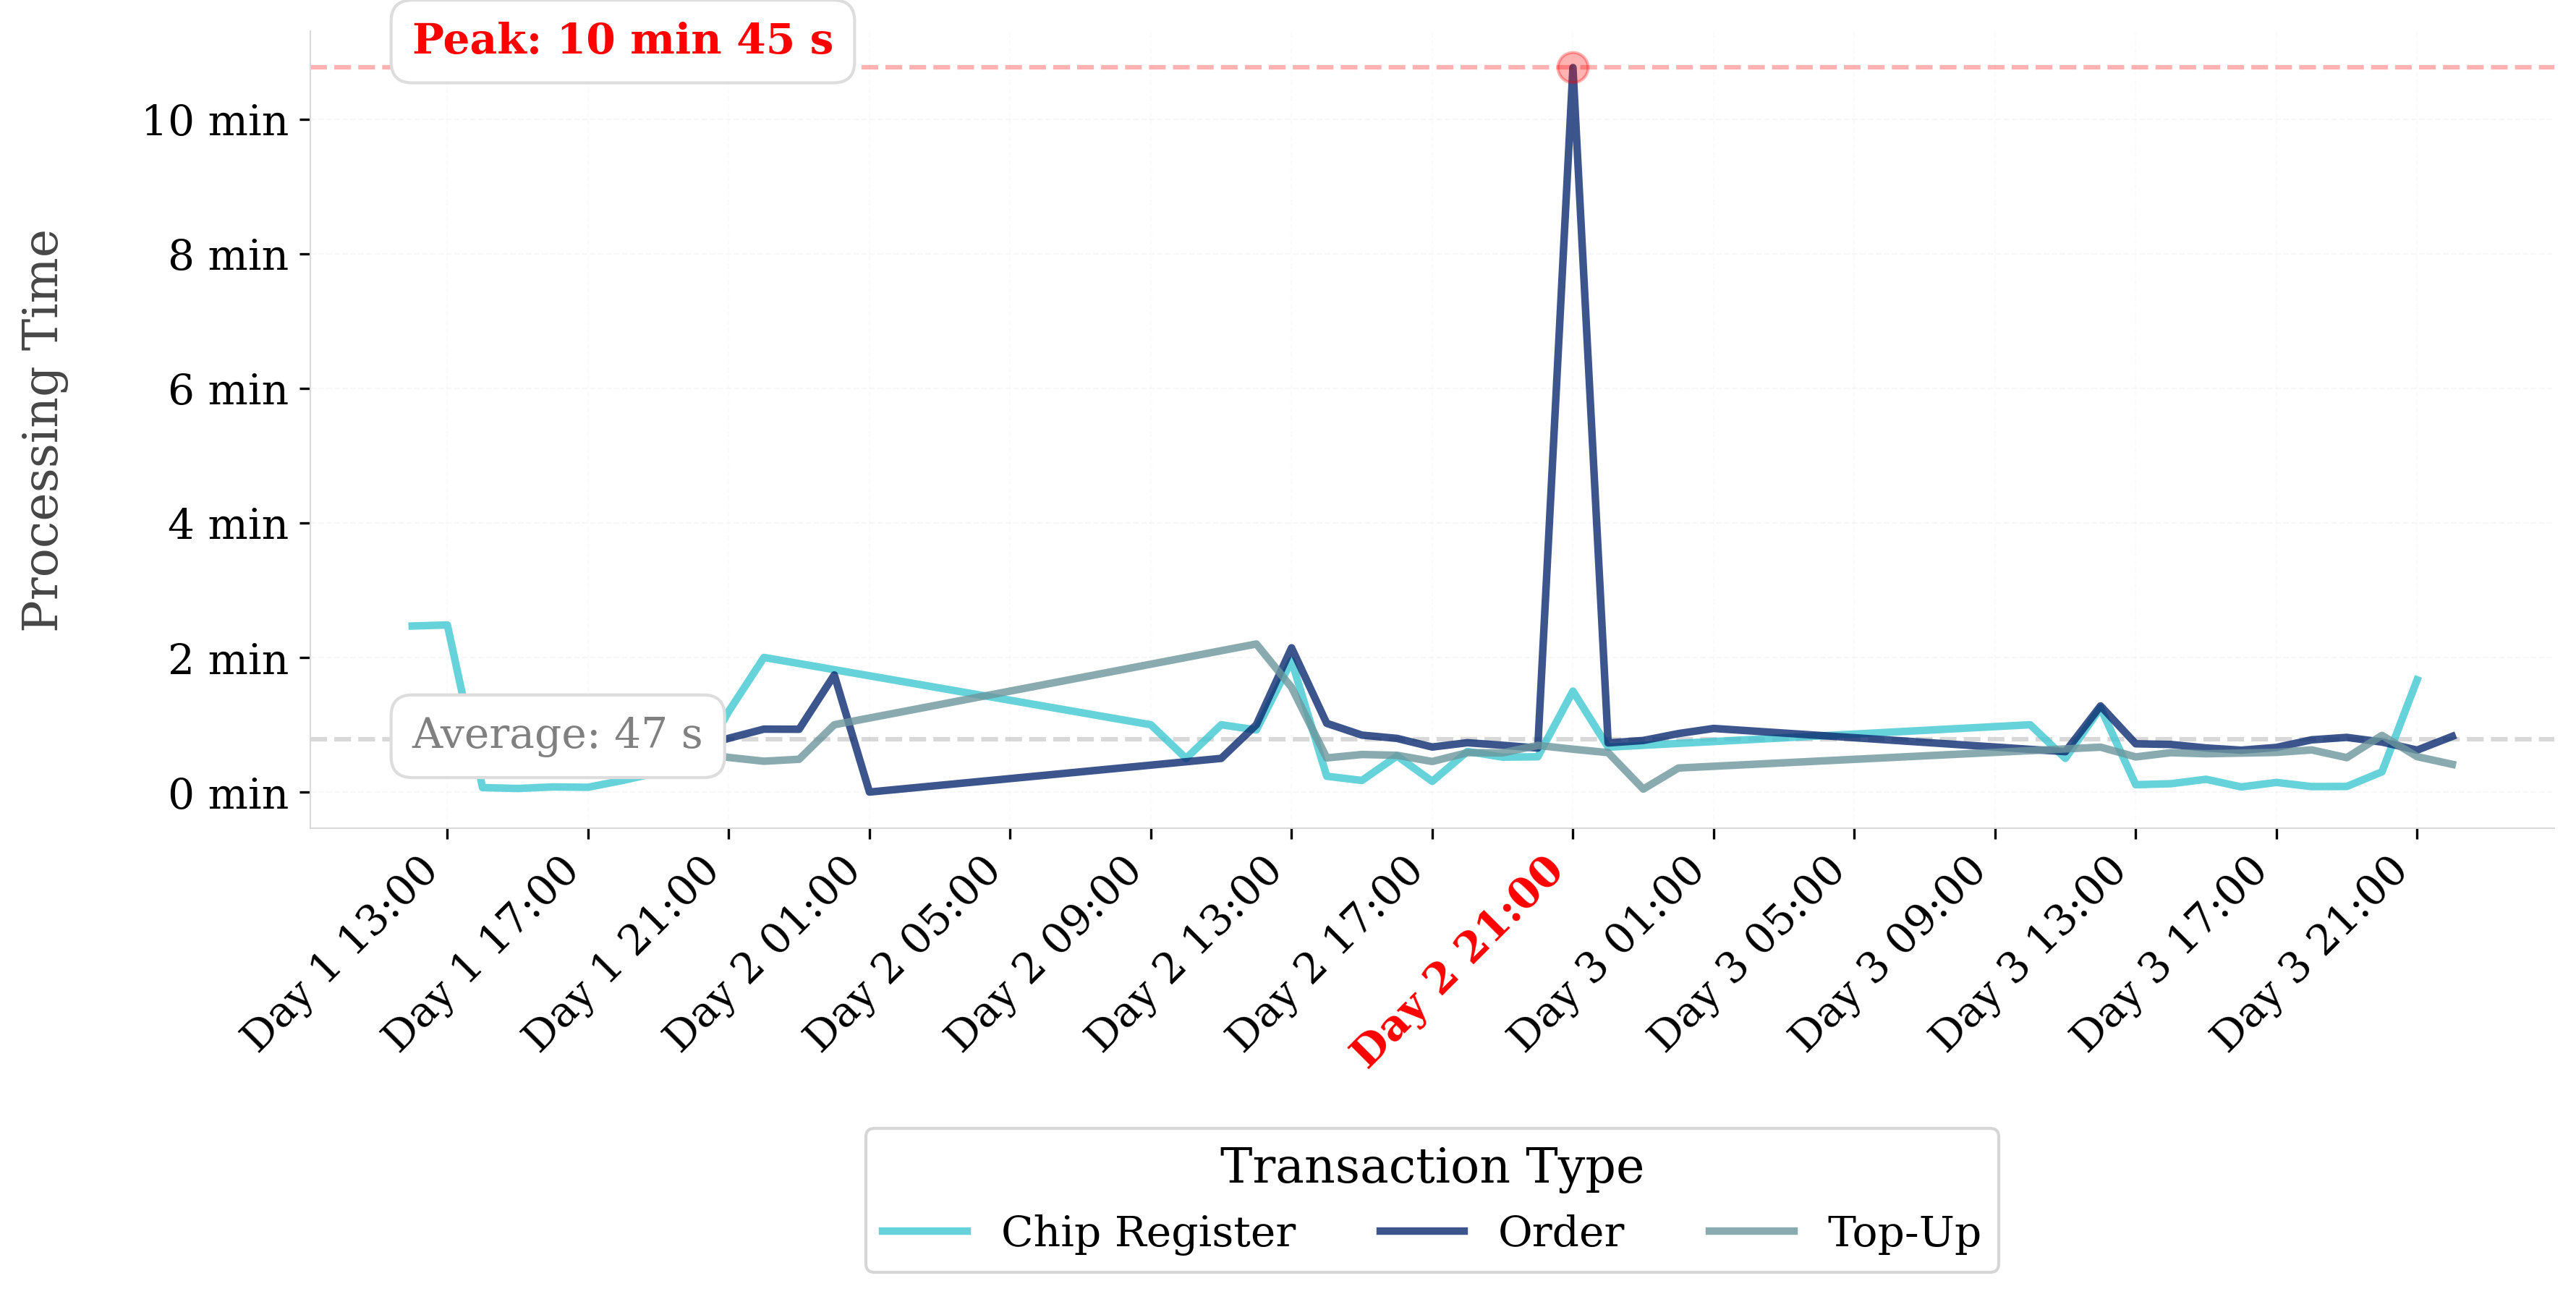 Peak: 10 min 45 s
10 min
8 min
6 min
4 min
2 min
0 min
Processing Time
Average: 47 s
Day 1 13:00
Day 1 17:00
Day 1 21:00
Day 2 01:00
Day 2 05:00
Day 2 09:00
Day 2 13:00
Day 2 17:00
Day 2 21:00
Day 3 01:00
Day 3 05:00
Day 3 09:00
Day 3 13:00
Day 3 17:00
Day 3 21:00
Transaction Type
Chip Register
Order
Top-Up